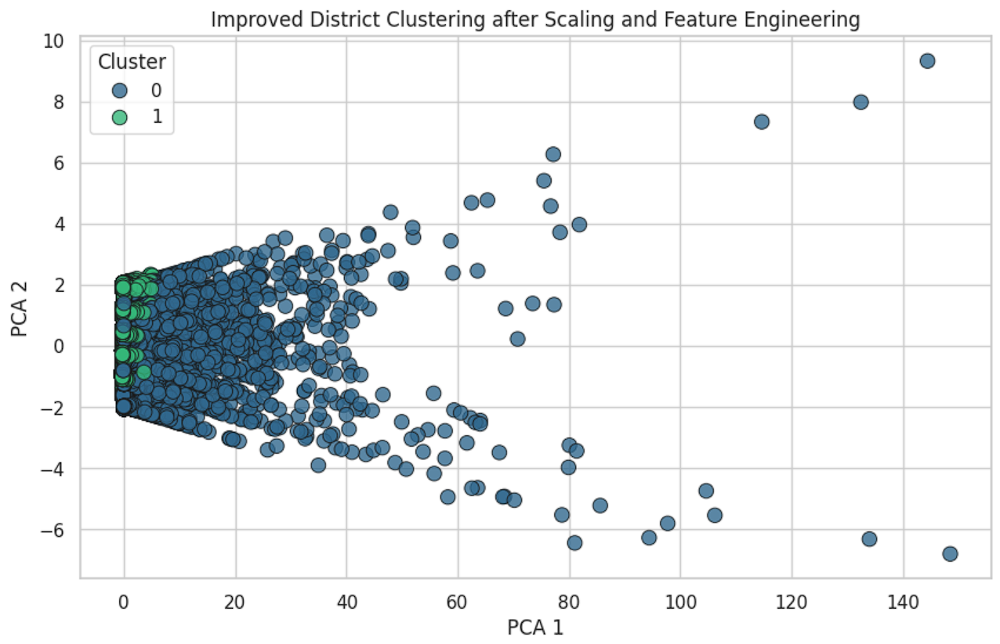 Improved District Clustering after Scaling and Feature Engineering
Cluster
0
1
10
8
6
4
2
0
−2
−4
−6
PCA 2
0 20 40 60 80 100 120 140
PCA 1